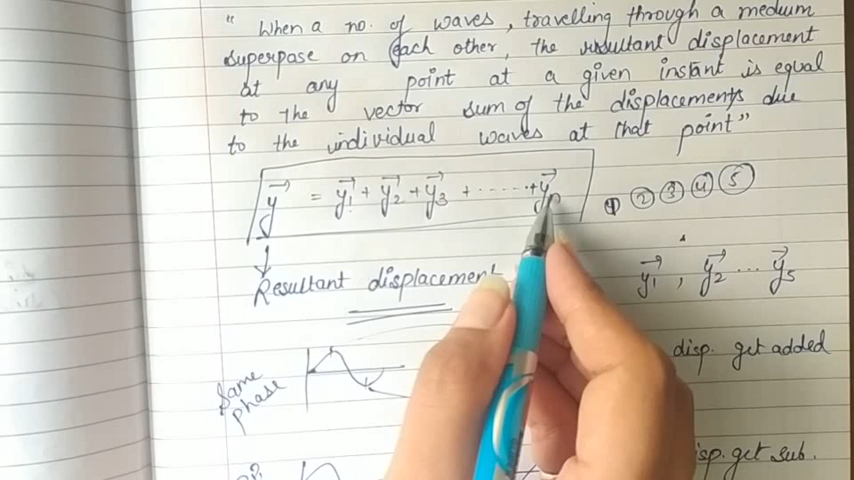 " When a no. of waves, travelling through a medium
superpase on each other, the resultant displacement
at any point at a given instant is equal
to the vector sum of the displacements due
to the individual waves at that point"
y⃗ = y⃗₁ + y⃗₂ + y⃗₃ + ...... + y⃗ₙ ① ② ③ ④ ⑤
Resultant displacement y⃗₁ , y⃗₂ ... y⃗₅
Same
phase
disp. get added
isp. get sub.